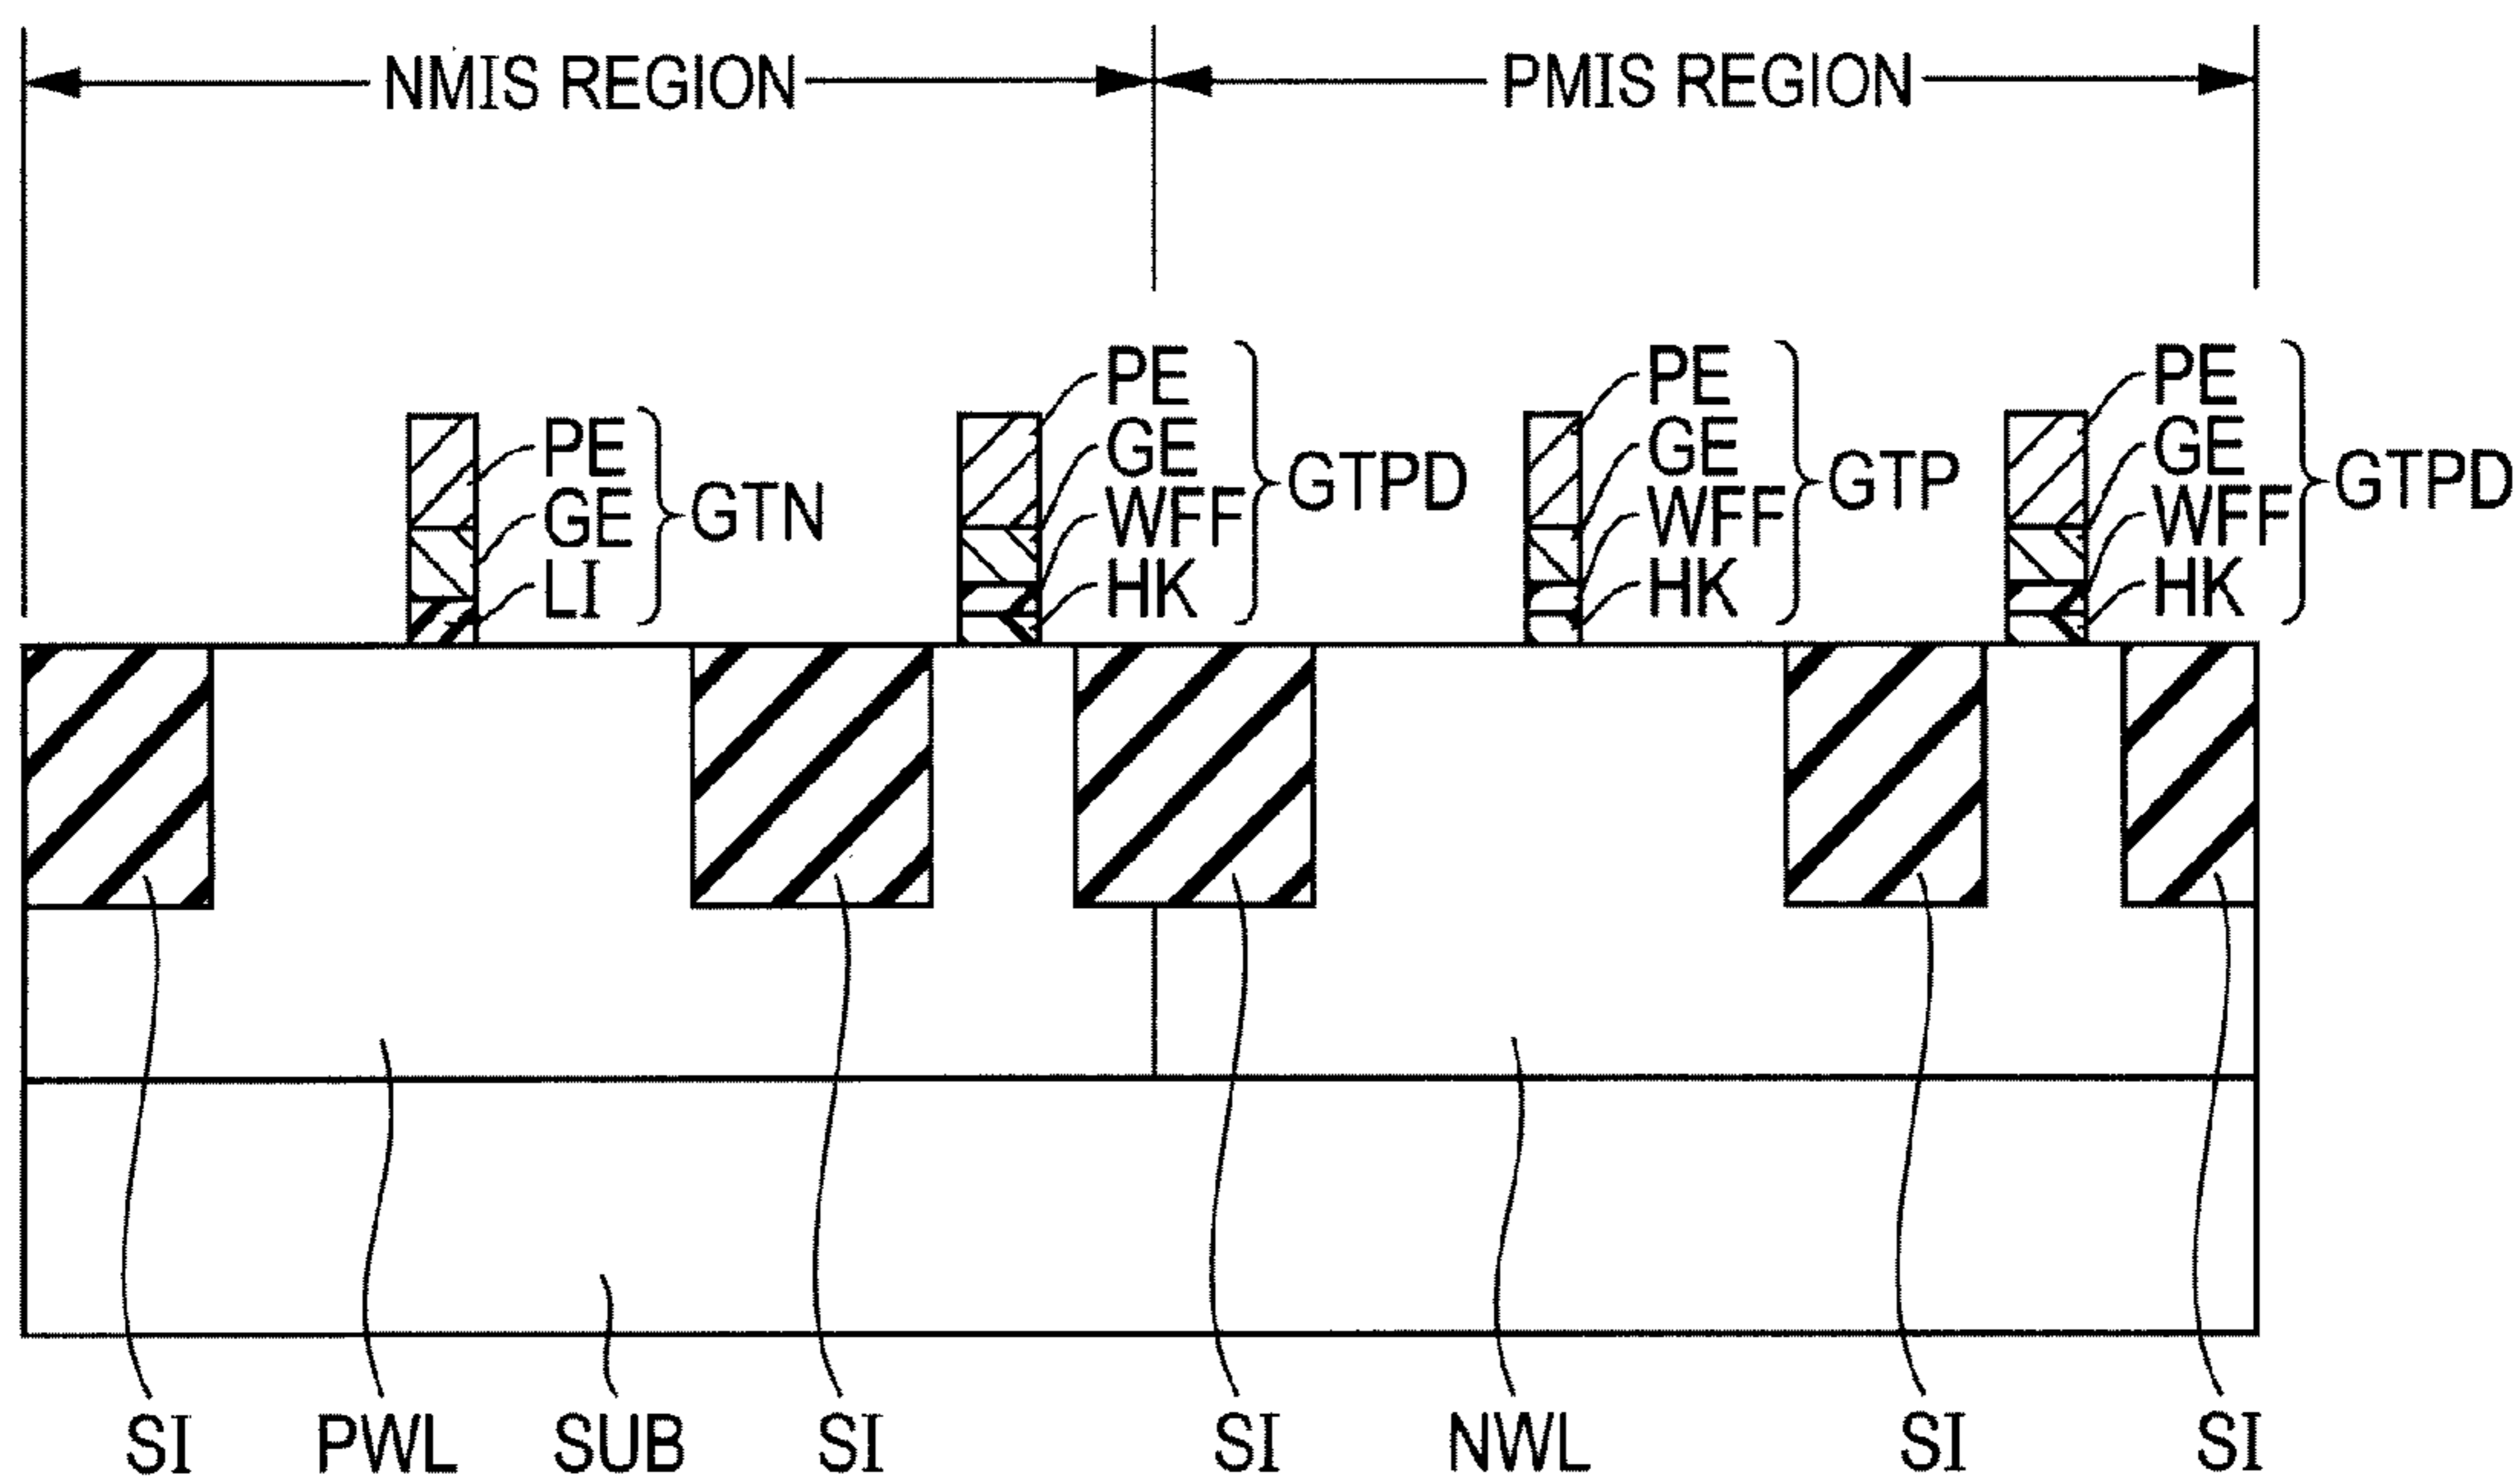 NMIS REGION
PMIS REGION
PE
GE
LI
GTN
PE
GE
WFF
HK
GTPD
PE
GE
WFF
HK
GTP
PE
GE
WFF
HK
GTPD
SI
PWL
SUB
SI
SI
NWL
SI
SI